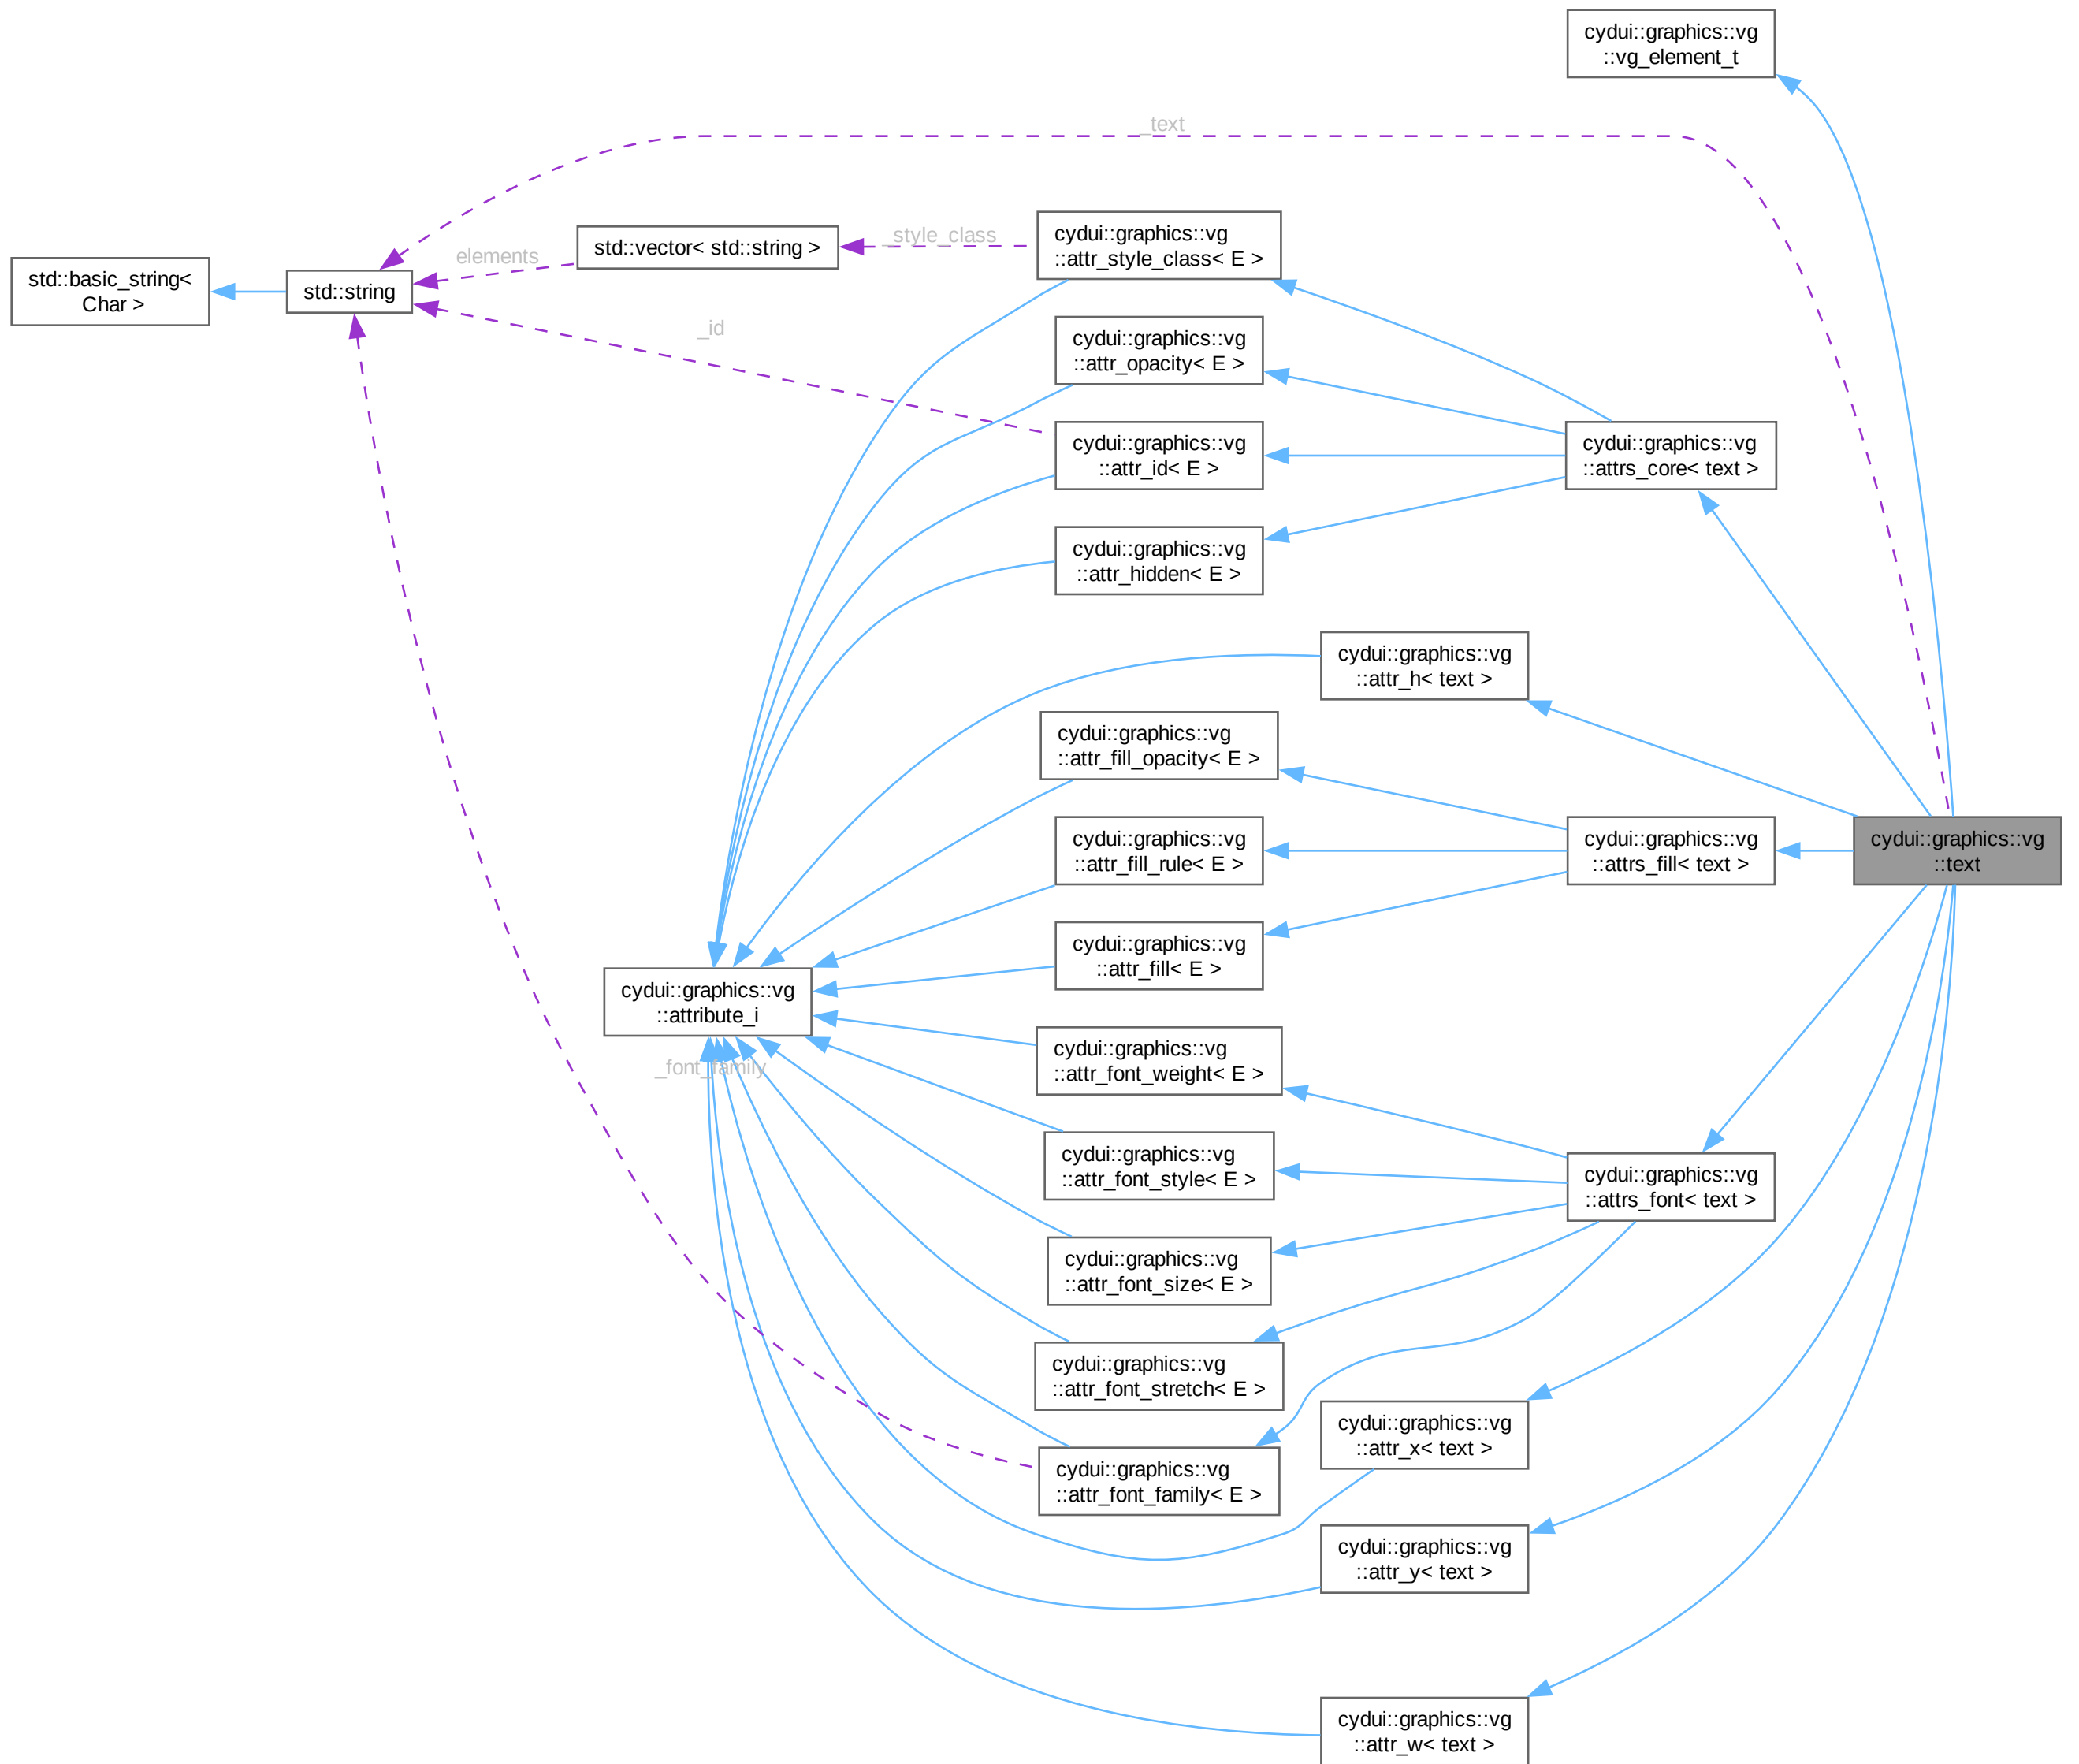 cydui::graphics::vg
::vg_element_t
_text
cydui::graphics::vg
::attr_style_class< E >
_style_class
std::vector< std::string >
elements
std::basic_string<
Char >
std::string
_id
cydui::graphics::vg
::attr_opacity< E >
cydui::graphics::vg
::attr_id< E >
cydui::graphics::vg
::attrs_core< text >
cydui::graphics::vg
::attr_hidden< E >
cydui::graphics::vg
::attr_h< text >
cydui::graphics::vg
::attr_fill_opacity< E >
cydui::graphics::vg
::attr_fill_rule< E >
cydui::graphics::vg
::attrs_fill< text >
cydui::graphics::vg
::text
cydui::graphics::vg
::attr_fill< E >
cydui::graphics::vg
::attribute_i
_font_family
cydui::graphics::vg
::attr_font_weight< E >
cydui::graphics::vg
::attr_font_style< E >
cydui::graphics::vg
::attrs_font< text >
cydui::graphics::vg
::attr_font_size< E >
cydui::graphics::vg
::attr_font_stretch< E >
cydui::graphics::vg
::attr_x< text >
cydui::graphics::vg
::attr_font_family< E >
cydui::graphics::vg
::attr_y< text >
cydui::graphics::vg
::attr_w< text >